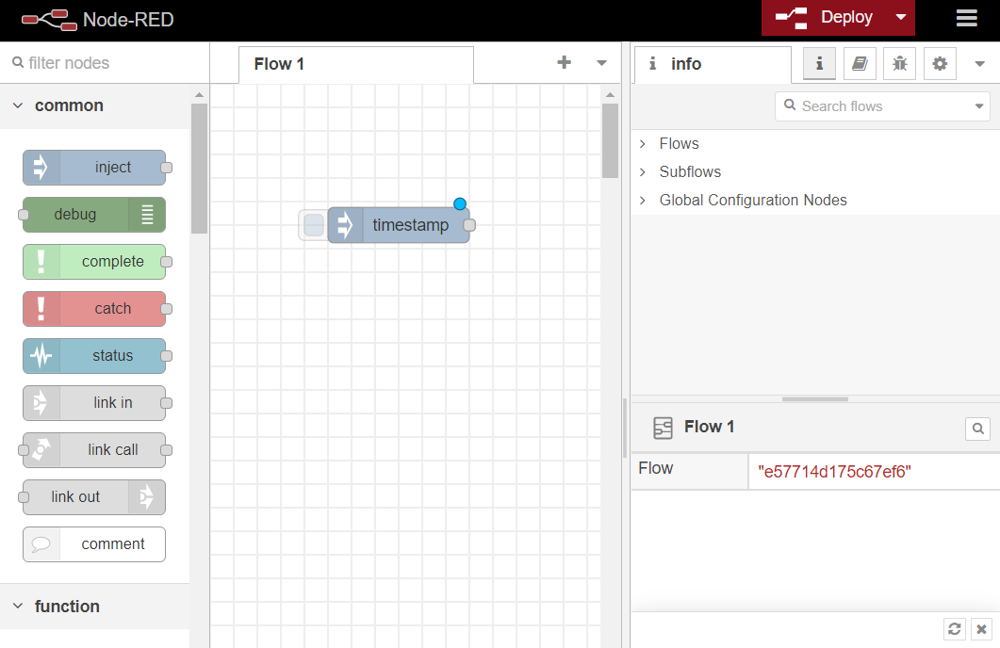 Node-RED
Deploy
filter nodes
Flow 1
info
common
Search flows
inject
debug
complete
catch
status
link in
link call
link out
comment
function
timestamp
Flows
Subflows
Global Configuration Nodes
Flow 1
Flow
"e57714d175c67ef6"